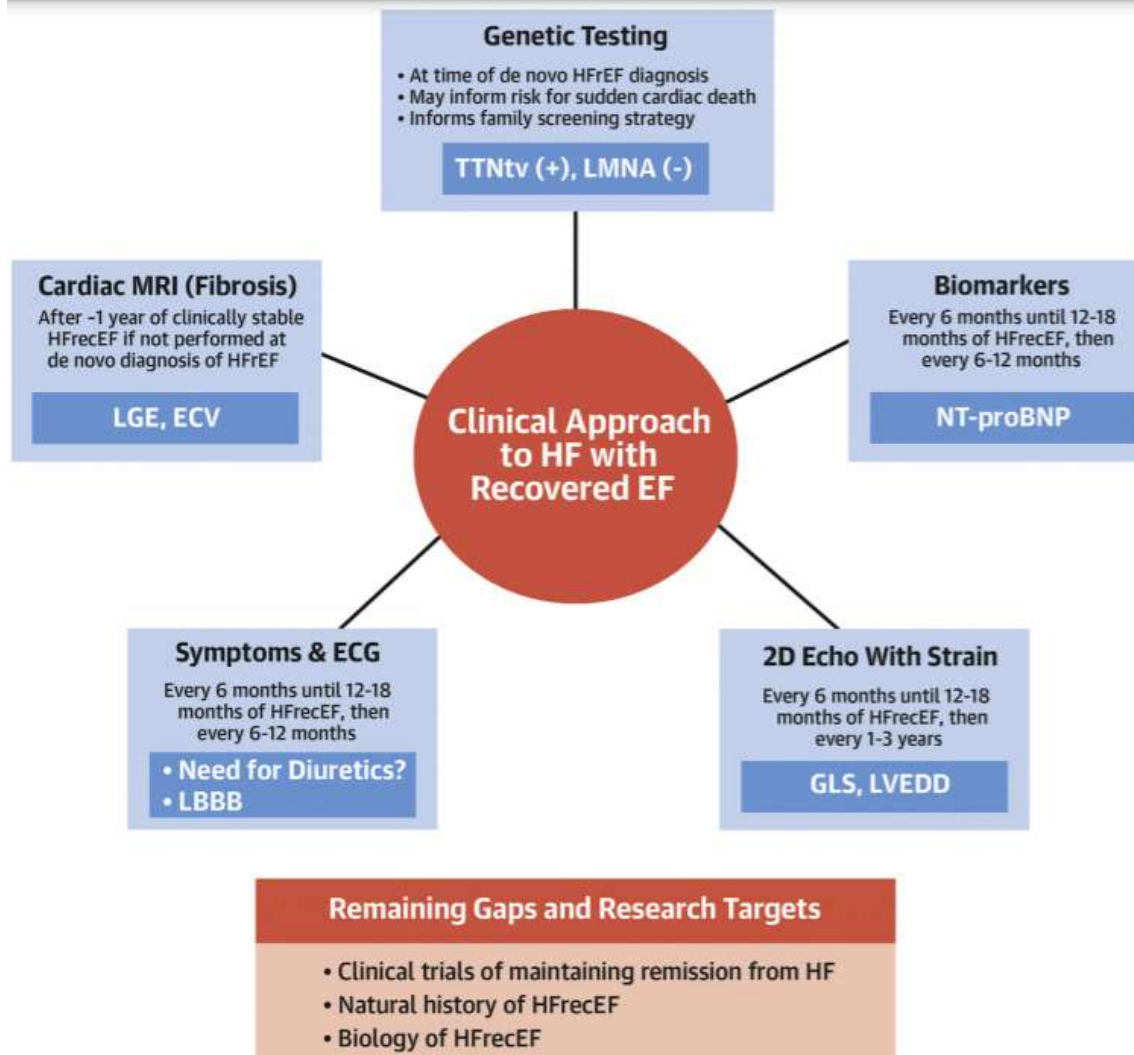 Genetic Testing
• At time of de novo HFrEF diagnosis
• May inform risk for sudden cardiac death
• Informs family screening strategy
TTNtv (+), LMNA (-)
Cardiac MRI (Fibrosis)
After ~1 year of clinically stable
HFrecEF if not performed at
de novo diagnosis of HFrEF
LGE, ECV
Biomarkers
Every 6 months until 12-18
months of HFrecEF, then
every 6-12 months
NT-proBNP
Clinical Approach
to HF with
Recovered EF
Symptoms & ECG
Every 6 months until 12-18
months of HFrecEF, then
every 6-12 months
• Need for Diuretics?
• LBBB
2D Echo With Strain
Every 6 months until 12-18
months of HFrecEF, then
every 1-3 years
GLS, LVEDD
Remaining Gaps and Research Targets
• Clinical trials of maintaining remission from HF
• Natural history of HFrecEF
• Biology of HFrecEF